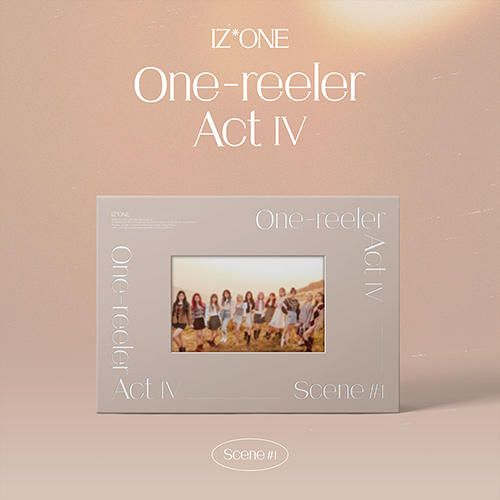 IZ*ONE
One-reeler
Act IV
IZ*ONE
One-reeler
Act IV
One-reeler
Act IV
Scene #1
Scene #1